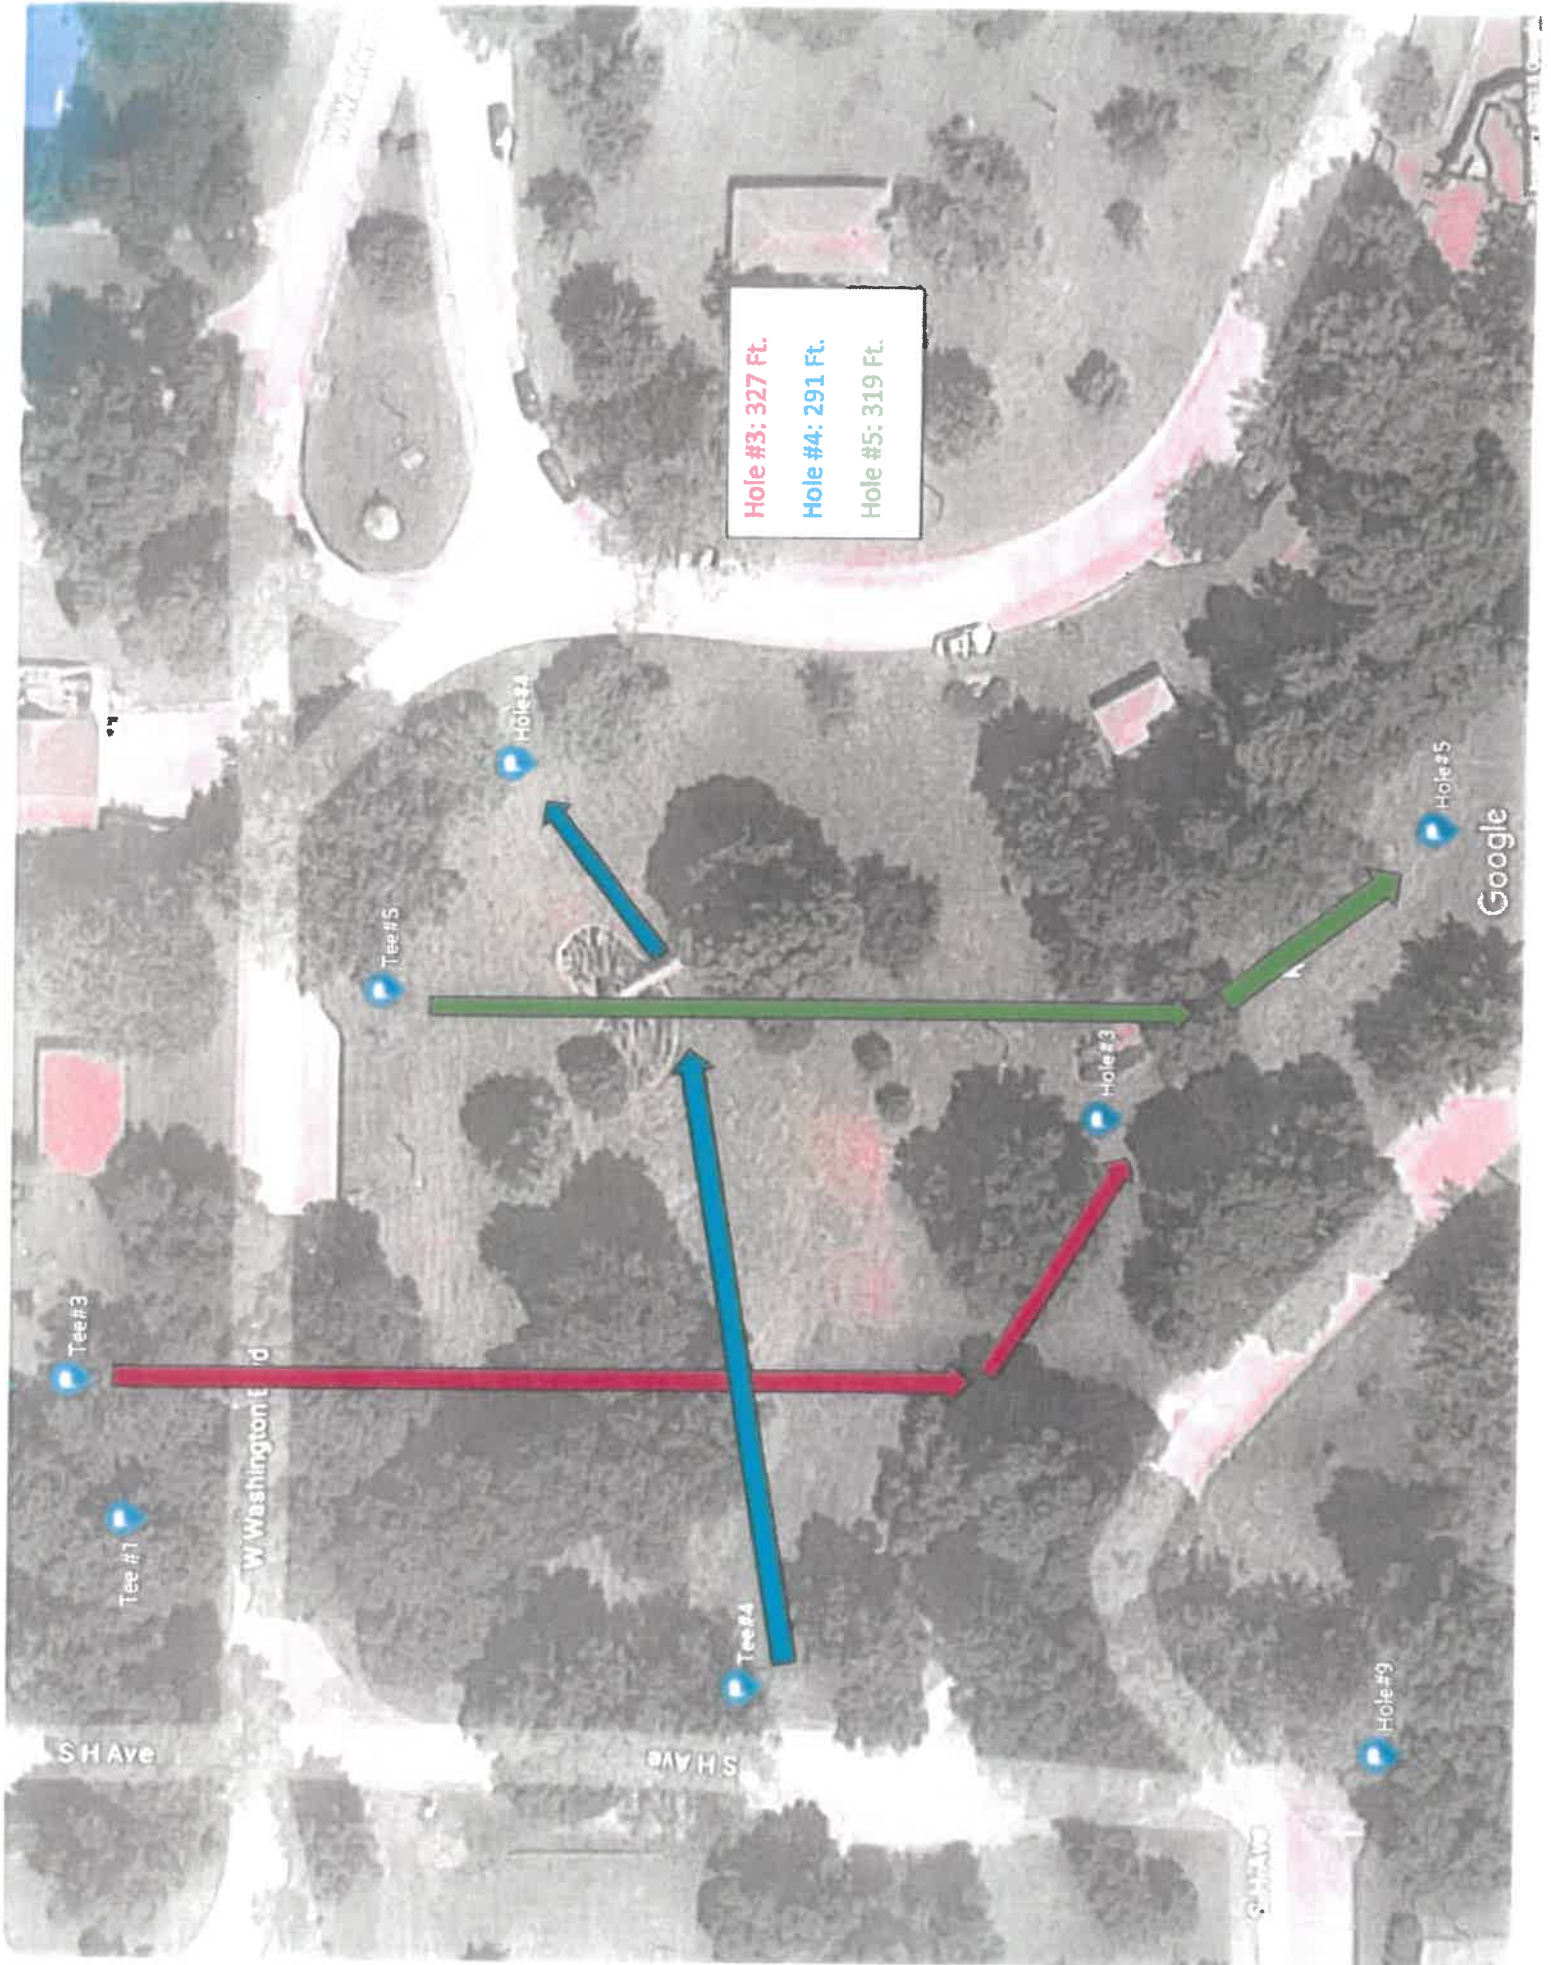 S H Ave
Tee #1
Tee#3
W Washington B vd
Tee#4
S H Ave
Tee#5
Hole#4
Hole #3: 327 Ft.
Hole #4: 291 Ft.
Hole #5: 319 Ft.
Hole#3
Hole#9
Hole#5
Google